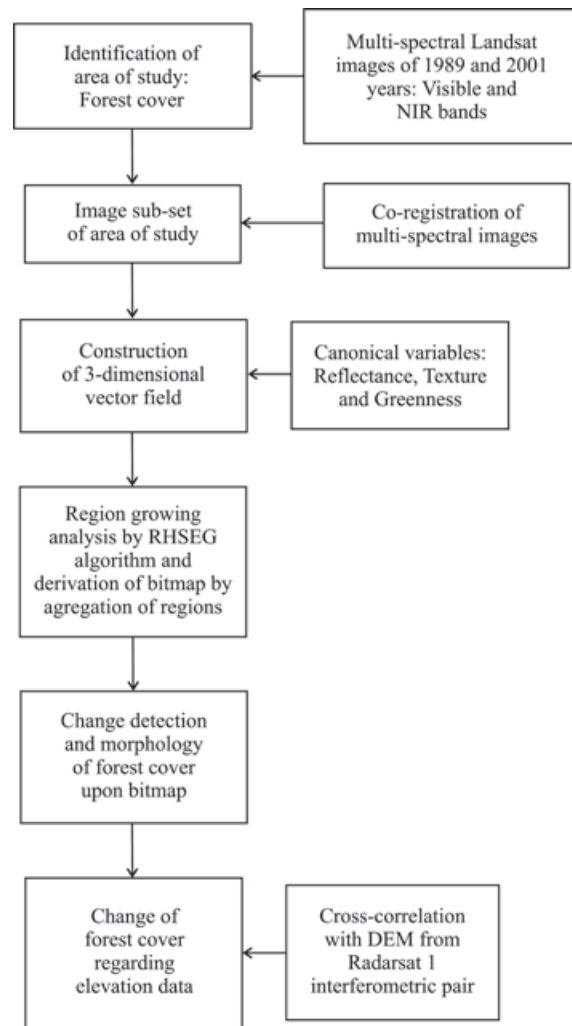 Identification of
area of study:
Forest cover
Multi-spectral Landsat
images of 1989 and 2001
years: Visible and
NIR bands
Image sub-set
of area of study
Co-registration of
multi-spectral images
Construction
of 3-dimensional
vector field
Canonical variables:
Reflectance, Texture
and Greenness
Region growing
analysis by RHSEG
algorithm and
derivation of bitmap by
agregation of regions
Change detection
and morphology
of forest cover
upon bitmap
Change of
forest cover
regarding
elevation data
Cross-correlation
with DEM from
Radarsat 1
interferometric pair